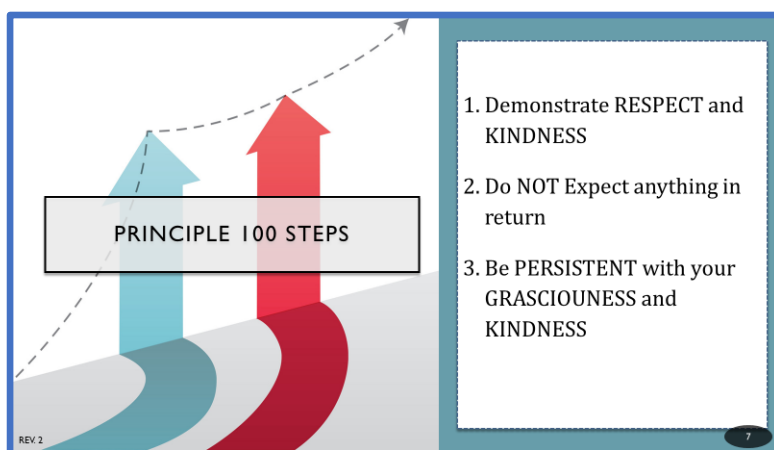 PRINCIPLE 100 STEPS
REV. 2
1. Demonstrate RESPECT and
KINDNESS
2. Do NOT Expect anything in
return
3. Be PERSISTENT with your
GRASCIOUNESS and
KINDNESS
7